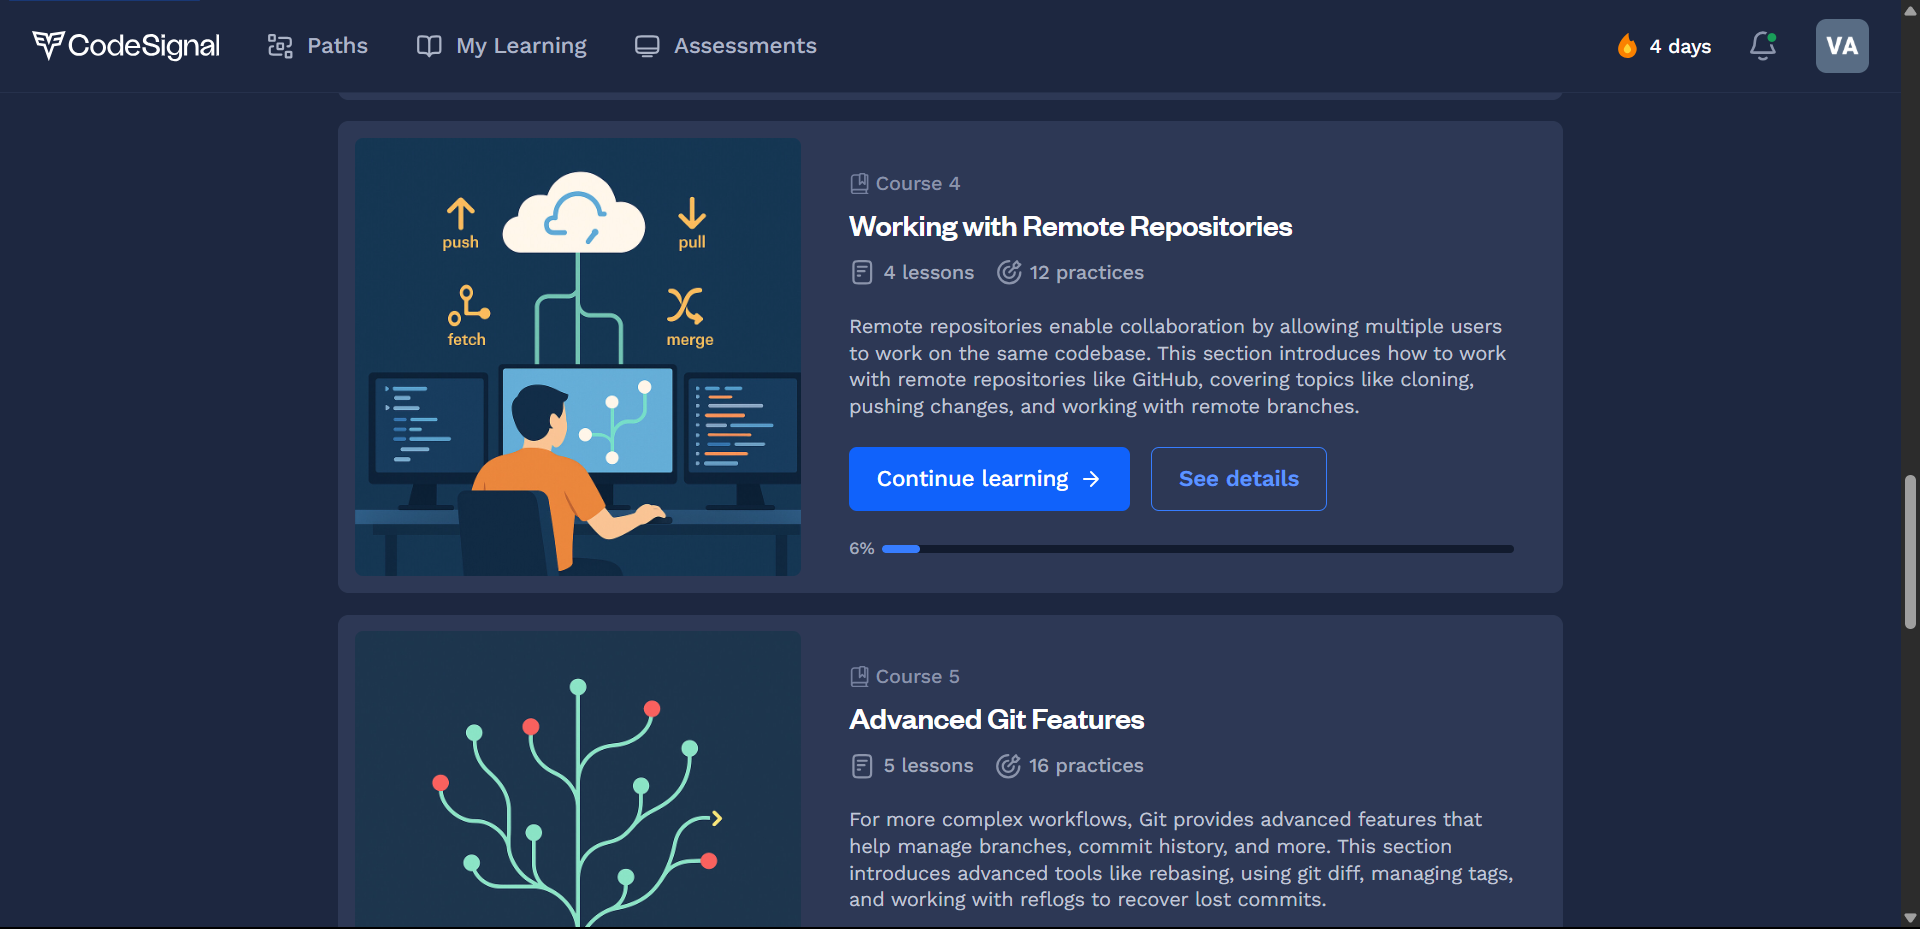 CodeSignal
Paths
My Learning
Assessments
4 days
VA
push
pull
fetch
merge
Course 4
Working with Remote Repositories
4 lessons
12 practices
Remote repositories enable collaboration by allowing multiple users
to work on the same codebase. This section introduces how to work
with remote repositories like GitHub, covering topics like cloning,
pushing changes, and working with remote branches.
Continue learning →
See details
6%
Course 5
Advanced Git Features
5 lessons
16 practices
For more complex workflows, Git provides advanced features that
help manage branches, commit history, and more. This section
introduces advanced tools like rebasing, using git diff, managing tags,
and working with reflogs to recover lost commits.